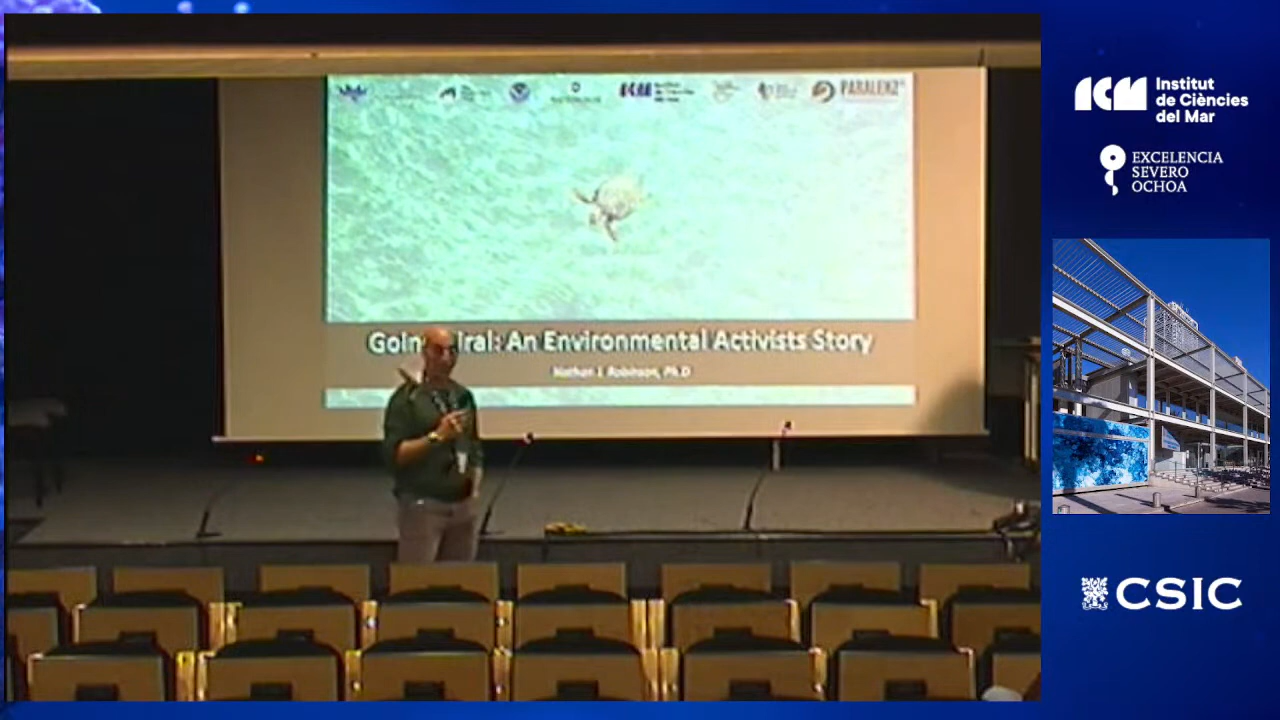 PARALENZ
Going Viral: An Environmental Activists Story
Nathan J. Robinson, Ph.D
ICM
Institut
de Ciències
del Mar
EXCELENCIA
SEVERO
OCHOA
CSIC